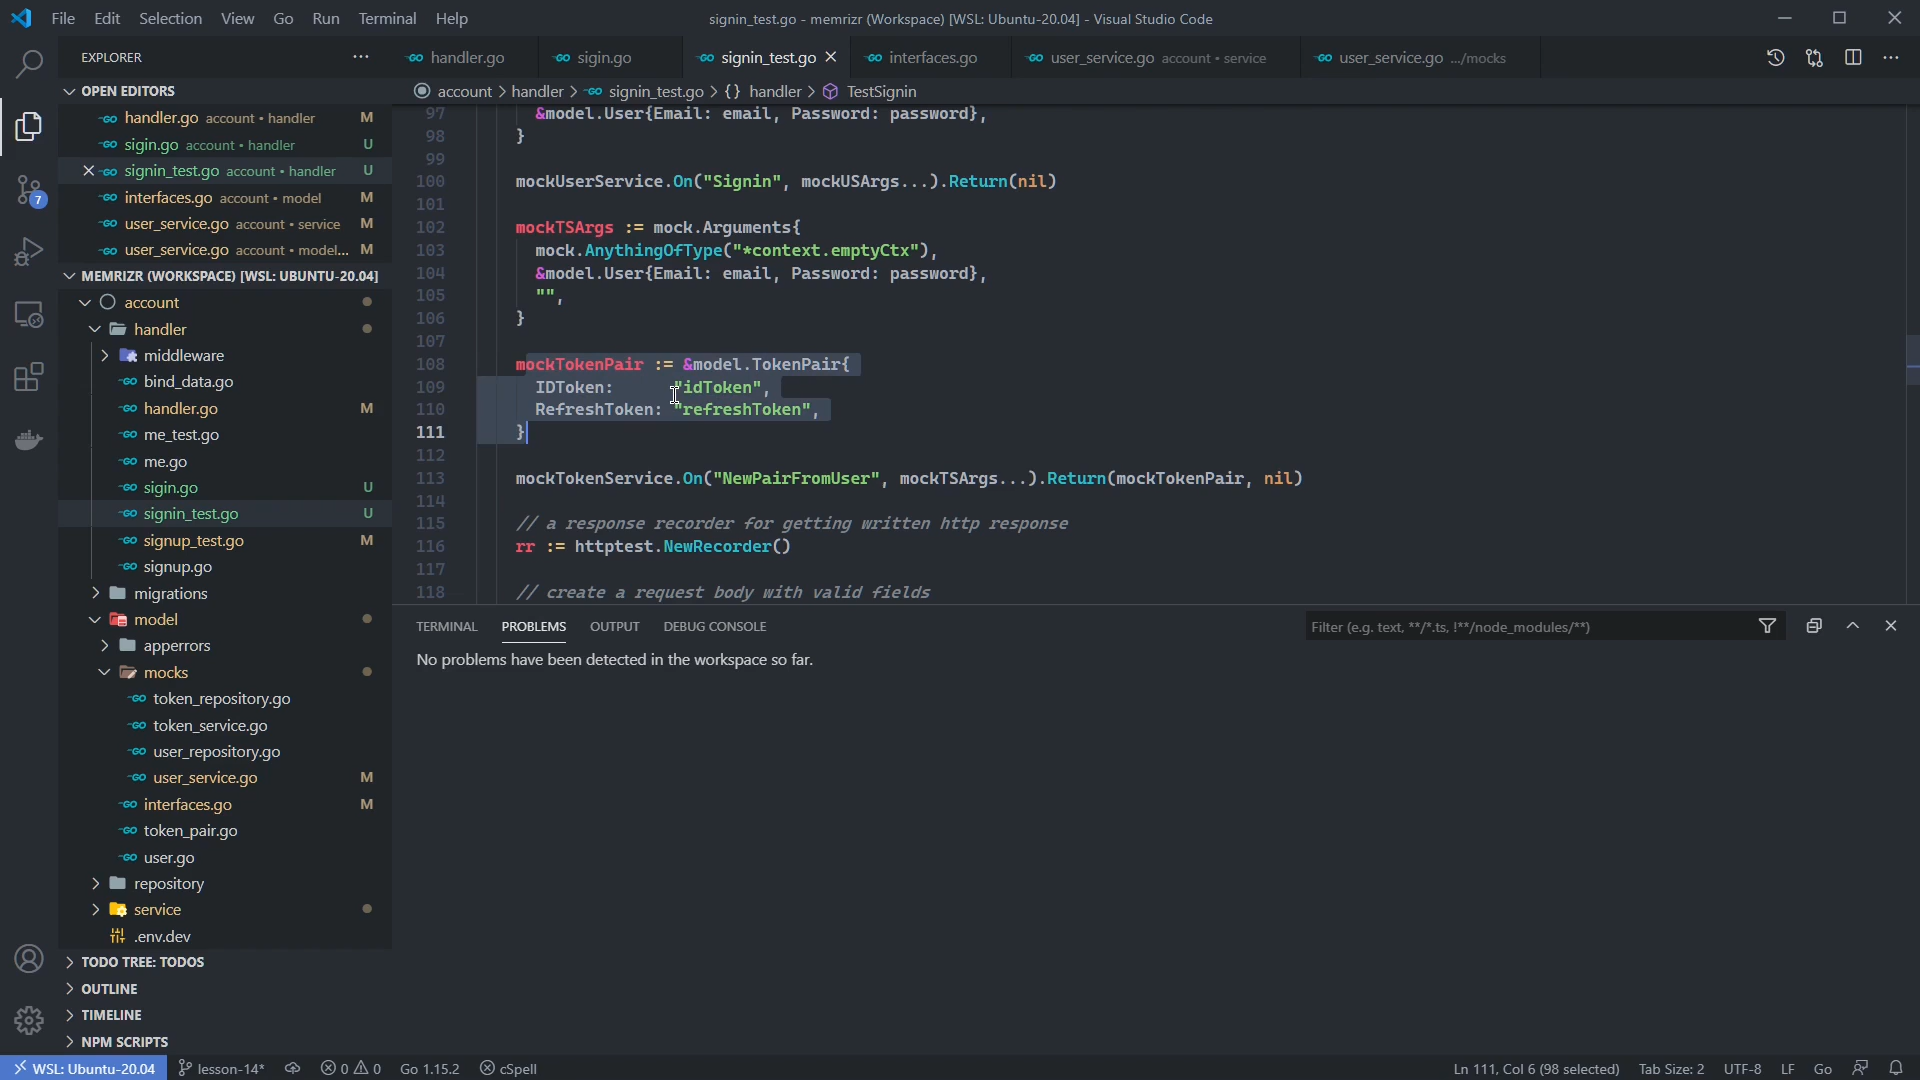 File Edit Selection View Go Run Terminal Help
signin_test.go - memrizr (Workspace) [WSL: Ubuntu-20.04] - Visual Studio Code
EXPLORER
handler.go
sigin.go
signin_test.go
interfaces.go
user_service.go account • service
user_service.go .../mocks
OPEN EDITORS
account > handler > signin_test.go > {} handler > TestSignin
handler.go account • handler M
sigin.go account • handler U
signin_test.go account • handler U
interfaces.go account • model M
user_service.go account • service M
user_service.go account • model... M
MEMRIZR (WORKSPACE) [WSL: UBUNTU-20.04]
account
handler
middleware
bind_data.go
handler.go M
me_test.go
me.go
sigin.go U
signin_test.go U
signup_test.go M
signup.go
migrations
model
apperrors
mocks
token_repository.go
token_service.go
user_repository.go
user_service.go M
interfaces.go M
token_pair.go
user.go
repository
service
.env.dev
TODO TREE: TODOS
OUTLINE
TIMELINE
NPM SCRIPTS
97 &model.User{Email: email, Password: password},
98 }
99
100 mockUserService.On("Signin", mockUSArgs...).Return(nil)
101
102 mockTSArgs := mock.Arguments{
103 mock.AnythingOfType("*context.emptyCtx"),
104 &model.User{Email: email, Password: password},
105 "",
106 }
107
108 mockTokenPair := &model.TokenPair{
109 IDToken: "idToken",
110 RefreshToken: "refreshToken",
111 }
112
113 mockTokenService.On("NewPairFromUser", mockTSArgs...).Return(mockTokenPair, nil)
114
115 // a response recorder for getting written http response
116 rr := httptest.NewRecorder()
117
118 // create a request body with valid fields
TERMINAL PROBLEMS OUTPUT DEBUG CONSOLE
Filter (e.g. text, **/*.ts, !**/node_modules/**)
No problems have been detected in the workspace so far.
7
WSL: Ubuntu-20.04 lesson-14* 0 0 Go 1.15.2 cSpell
Ln 111, Col 6 (98 selected) Tab Size: 2 UTF-8 LF Go